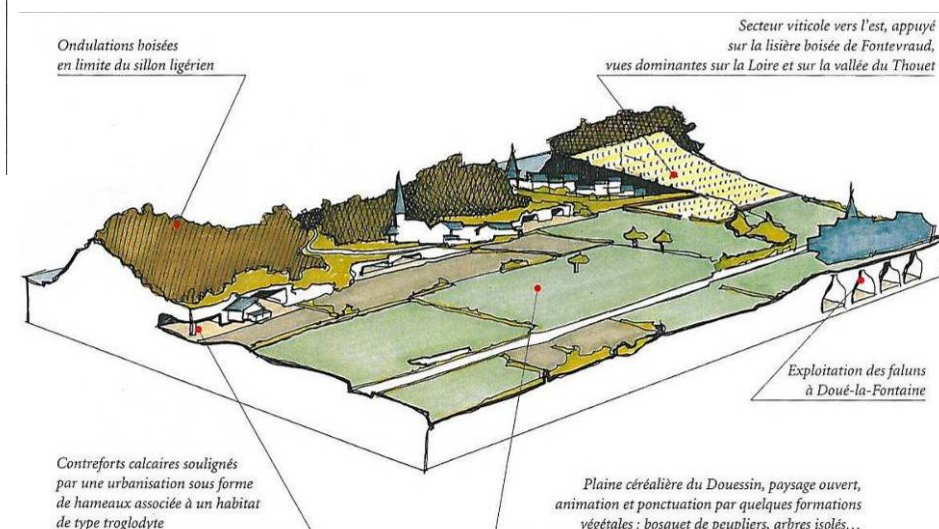 Ondulations boisées
en limite du sillon ligérien
Secteur viticole vers l'est, appuyé
sur la lisière boisée de Fontevraud,
vues dominantes sur la Loire et sur la vallée du Thouet
Exploitation des faluns
à Doué-la-Fontaine
Contreforts calcaires soulignés
par une urbanisation sous forme
de hameaux associée à un habitat
de type troglodyte
Plaine céréalière du Douessin, paysage ouvert,
animation et ponctuation par quelques formations
végétales : bosquet de peupliers, arbres isolés...